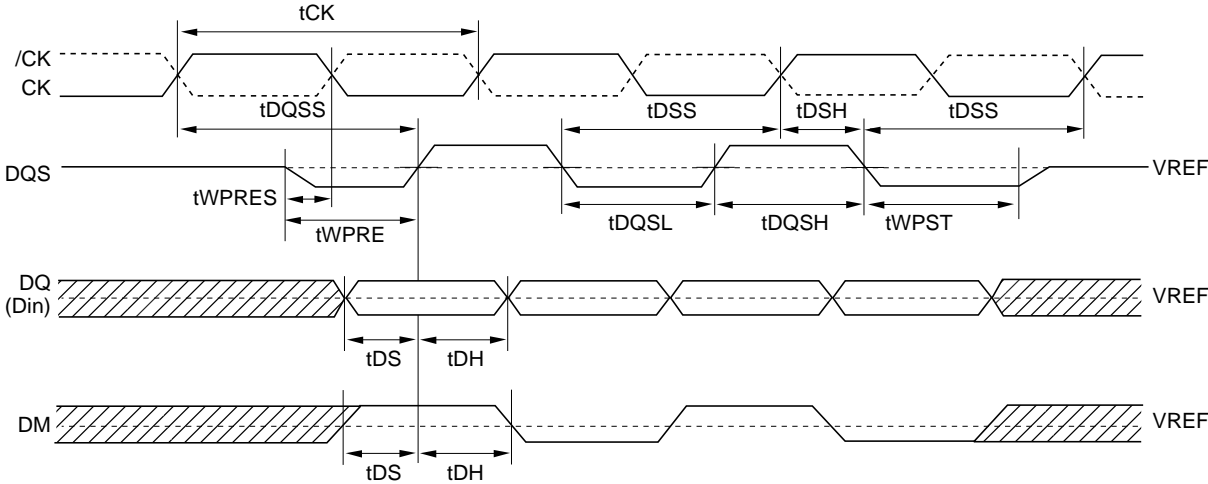 tCK
/CK
CK
tDQSS
tDSS
tDSH
tDSS
DQS
VREF
tWPRES
tWPRE
tDQSL
tDQSH
tWPST
DQ
(Din)
VREF
tDS
tDH
DM
VREF
tDS
tDH